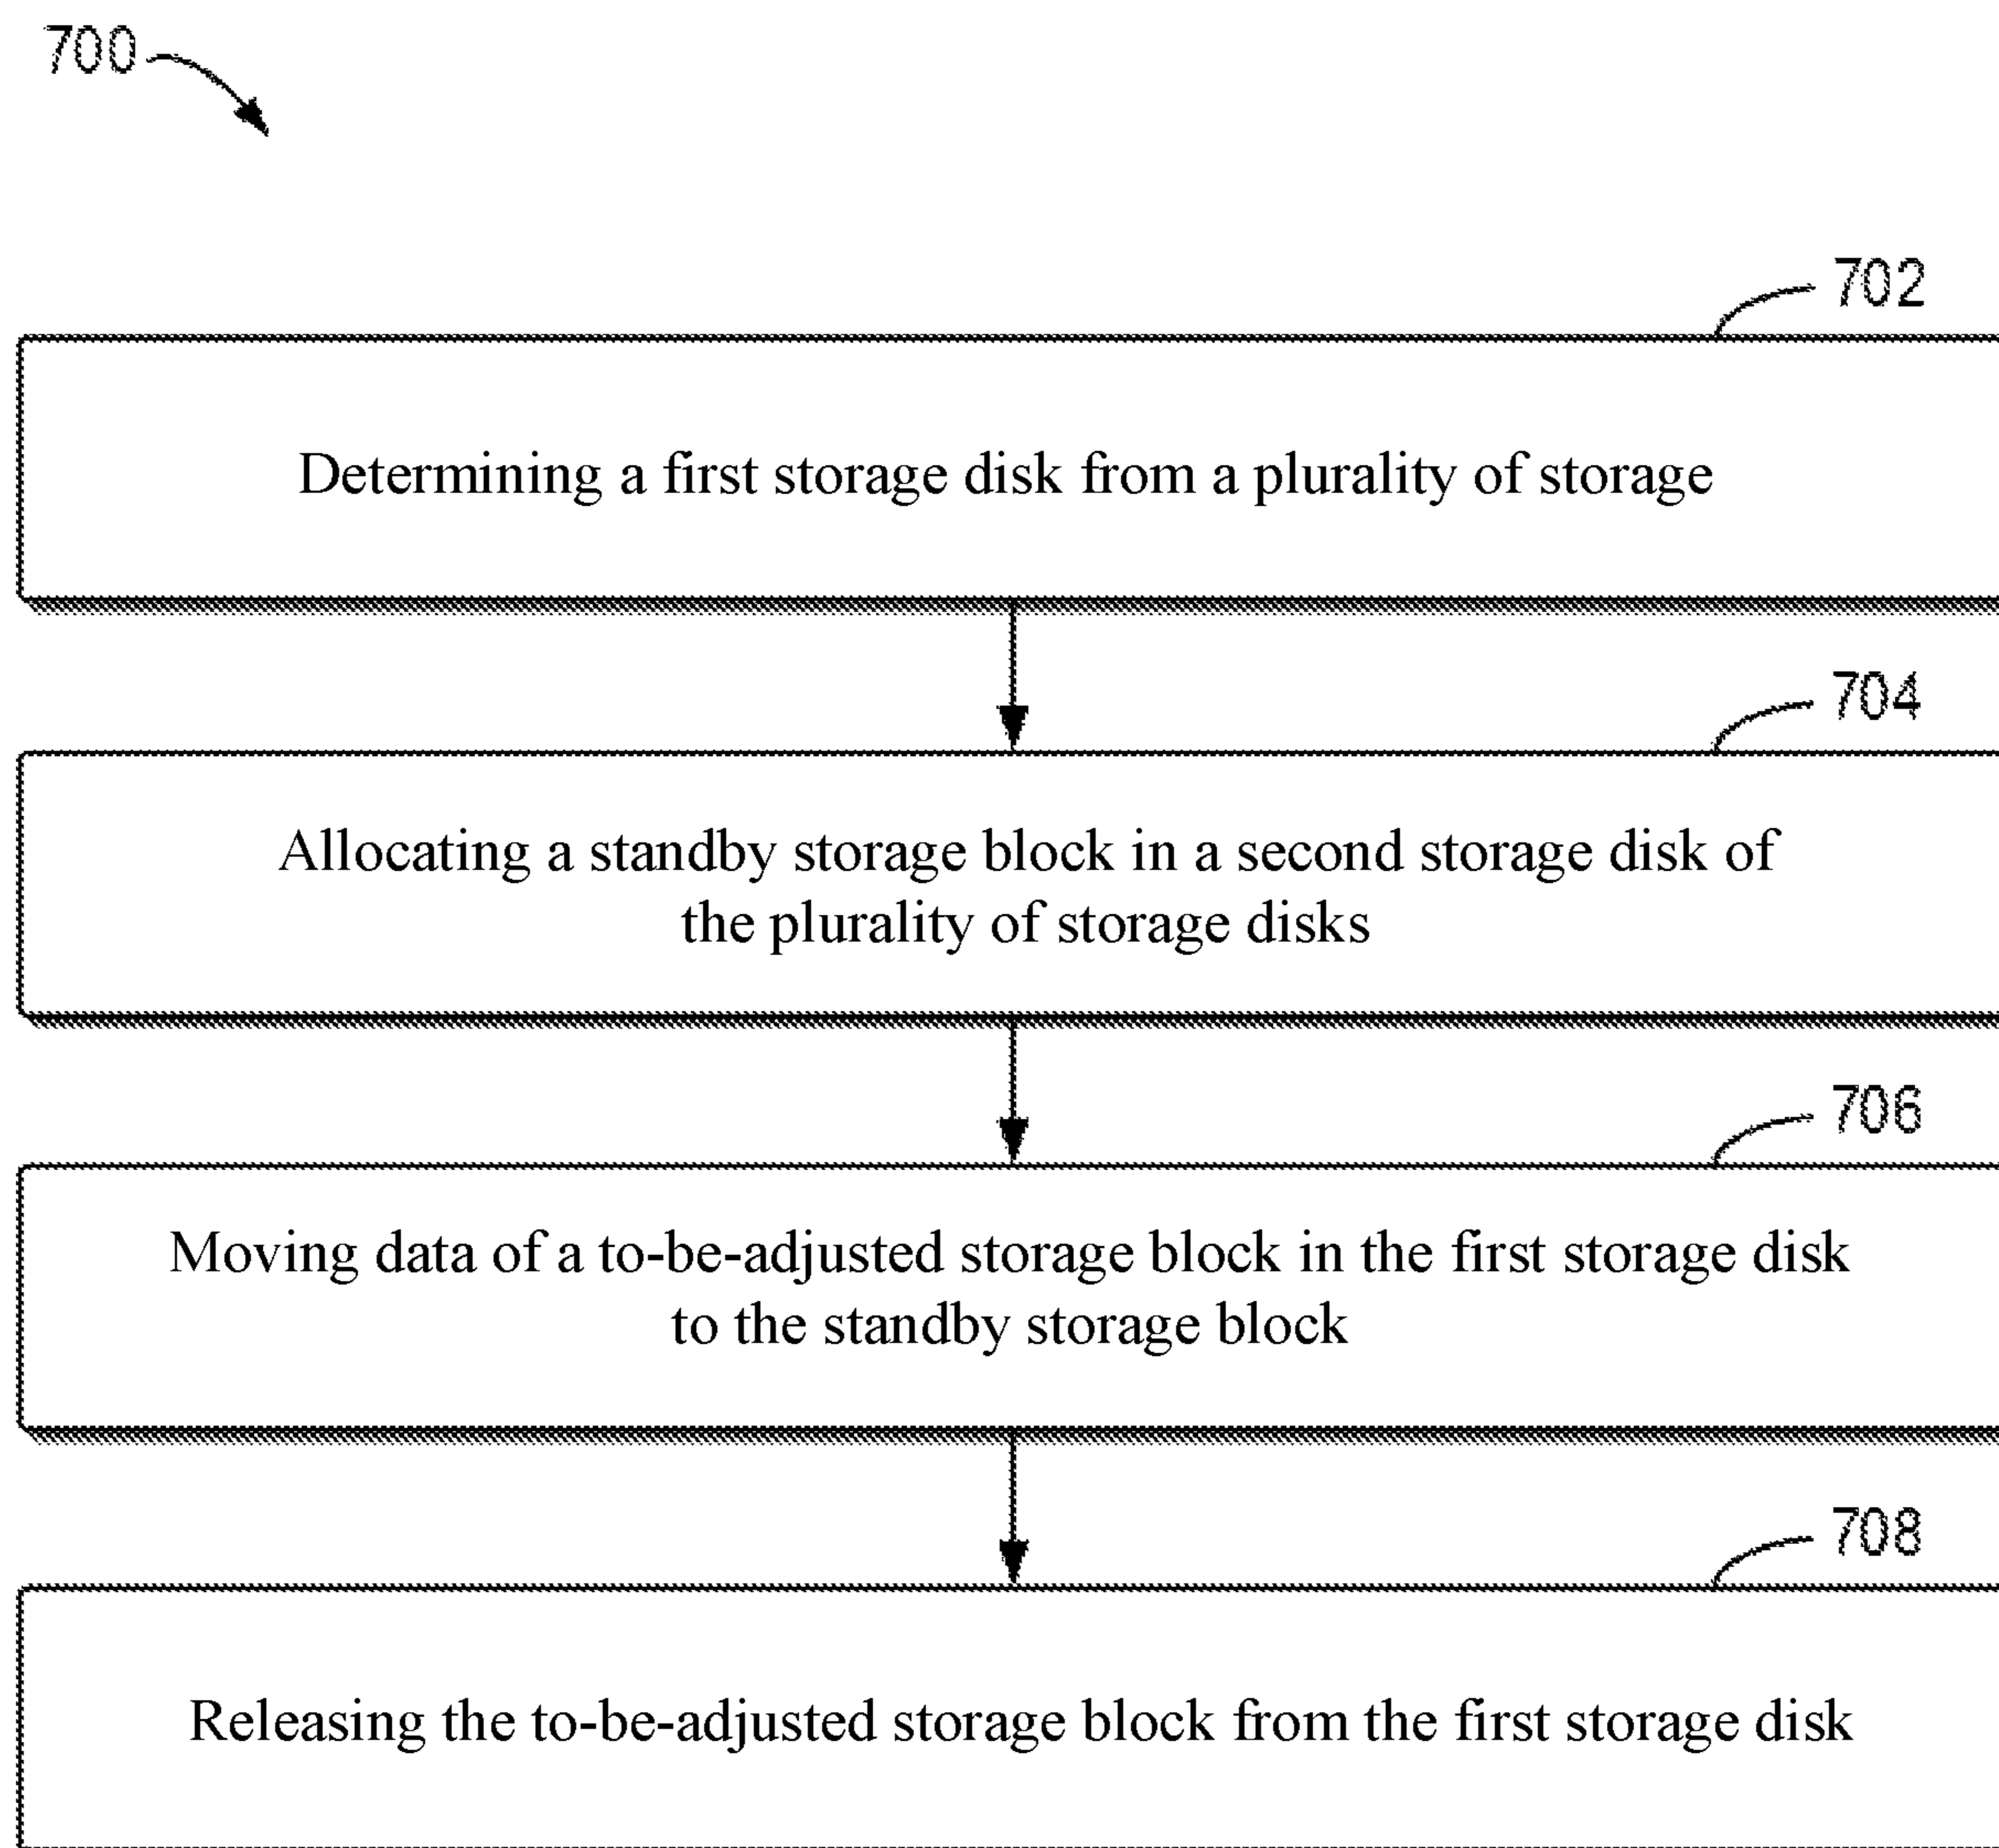 700
702
Determining a first storage disk from a plurality of storage
704
Allocating a standby storage block in a second storage disk of
the plurality of storage disks
706
Moving data of a to-be-adjusted storage block in the first storage disk
to the standby storage block
708
Releasing the to-be-adjusted storage block from the first storage disk